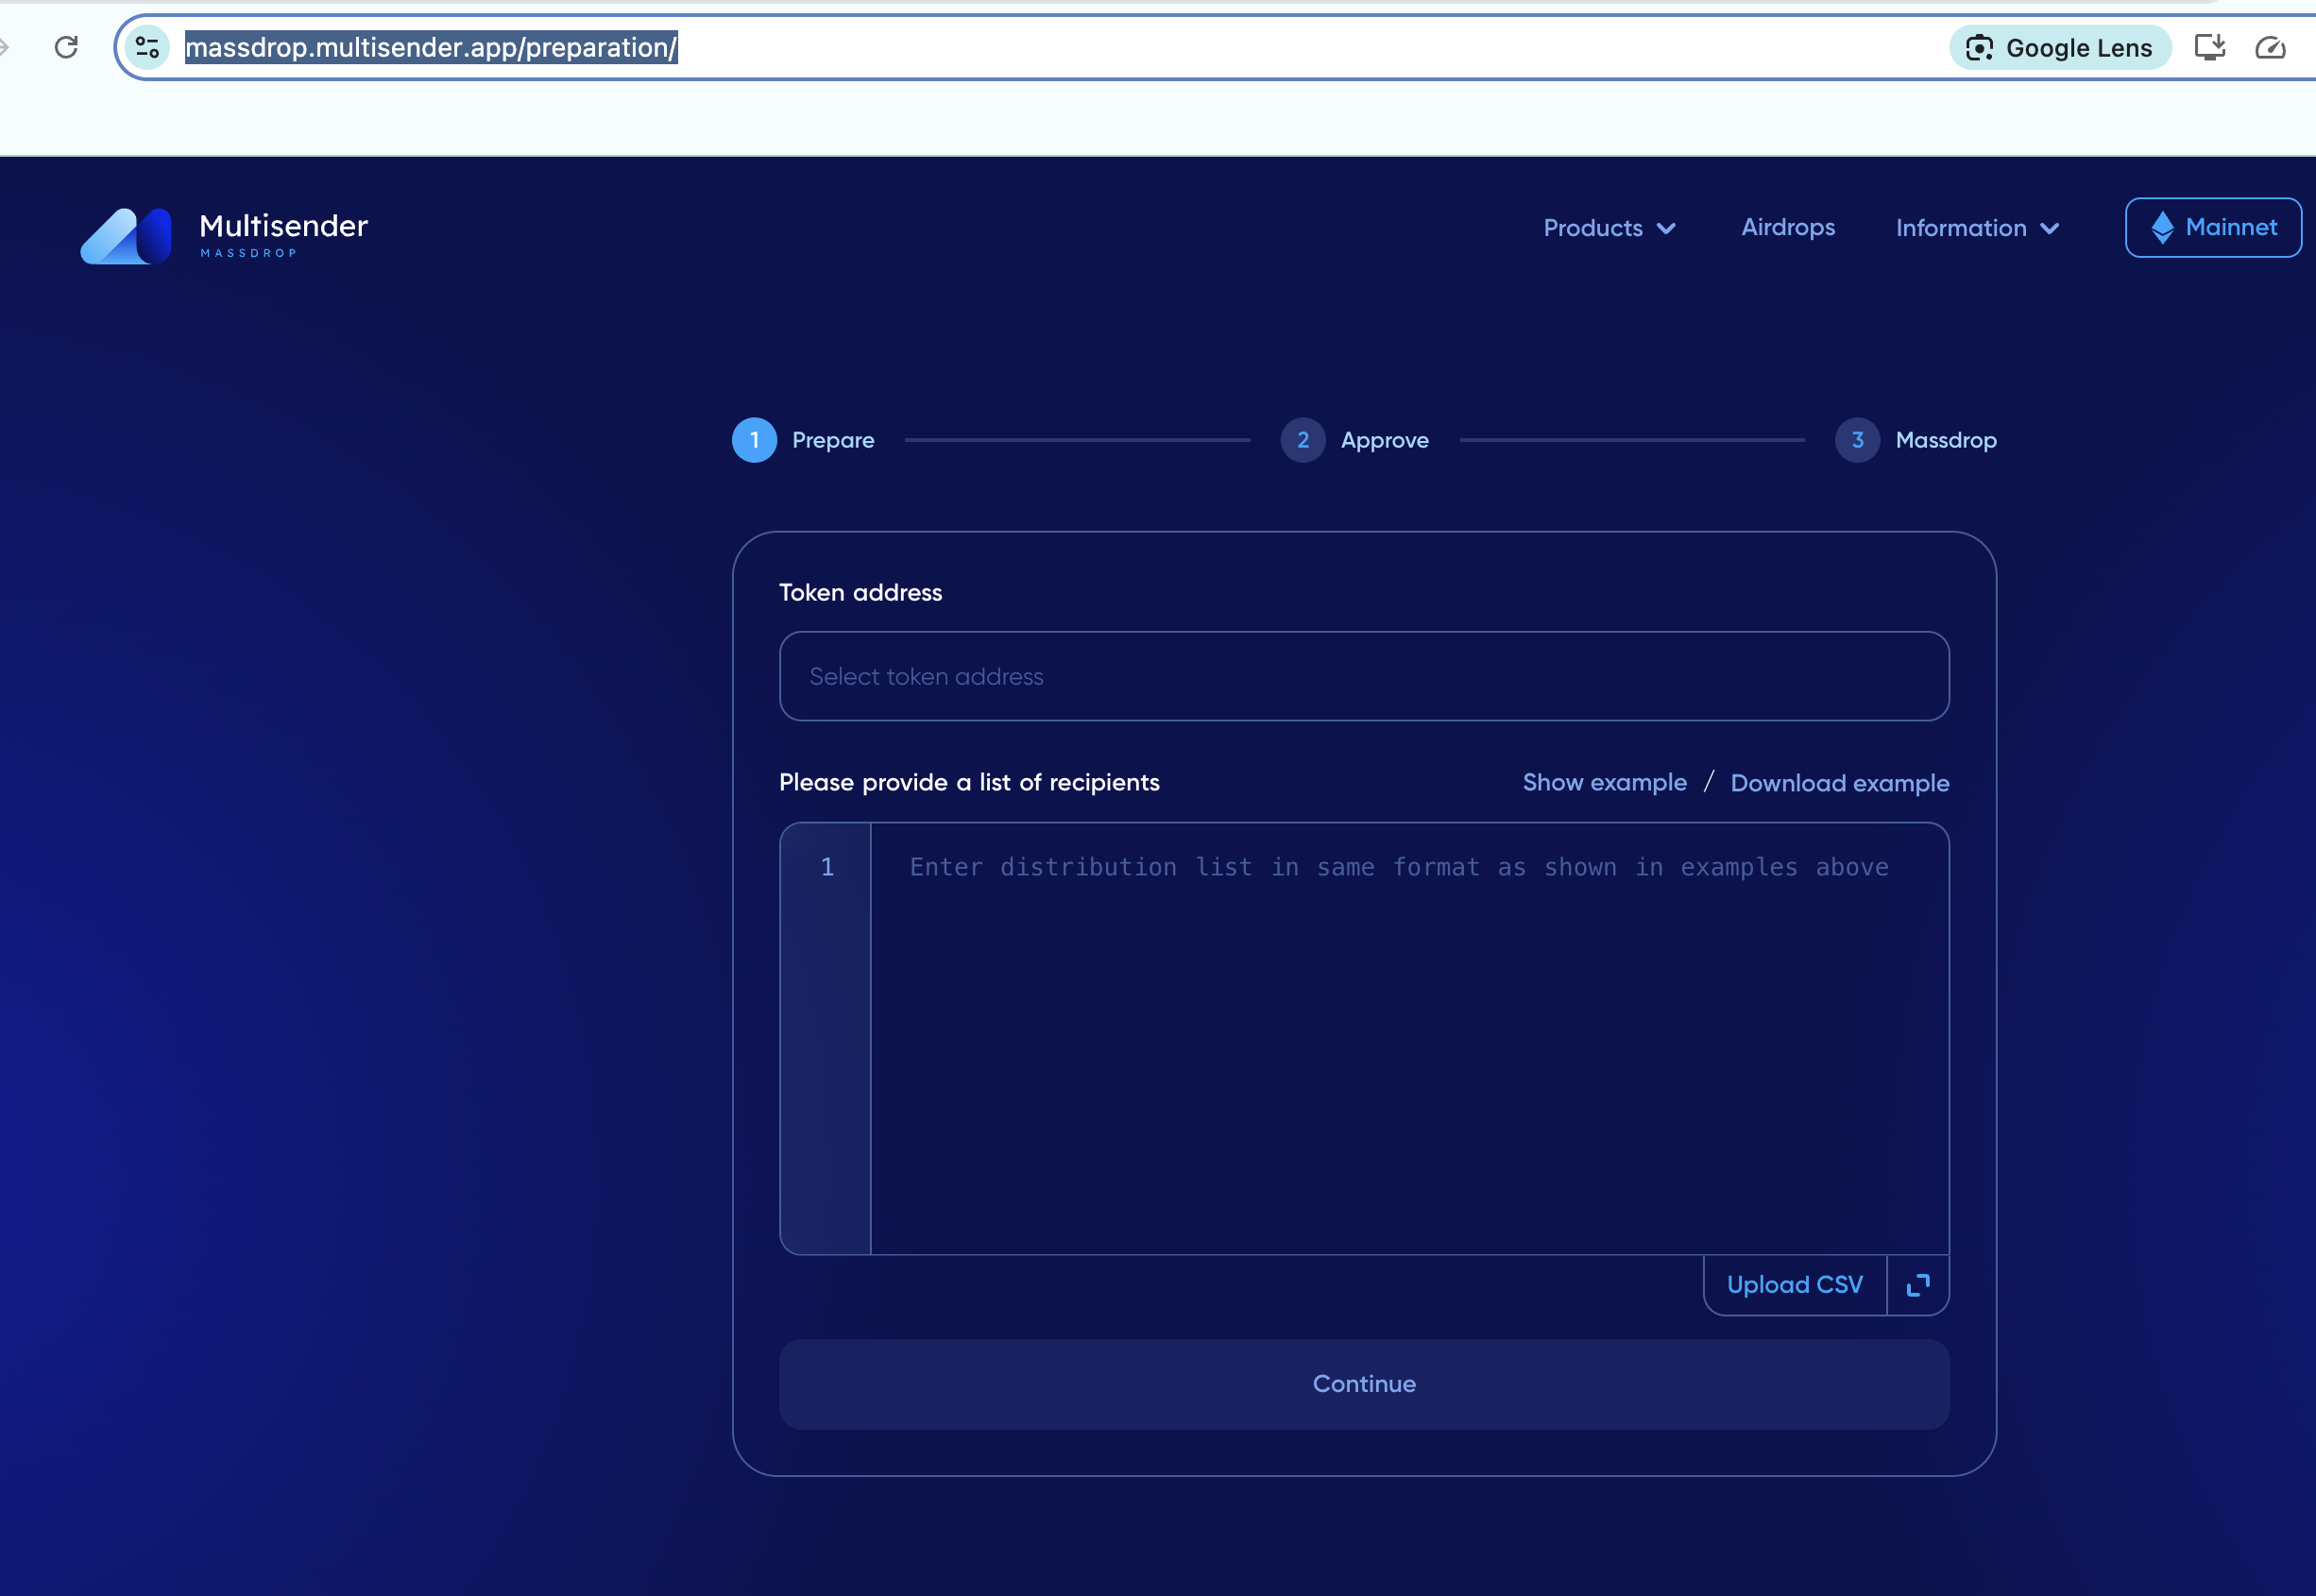 massdrop.multisender.app/preparation/
Google Lens
Multisender
MASSDROP
Products
Airdrops
Information
Mainnet
1 Prepare
2 Approve
3 Massdrop
Token address
Select token address
Please provide a list of recipients
Show example / Download example
1 Enter distribution list in same format as shown in examples above
Upload CSV
Continue